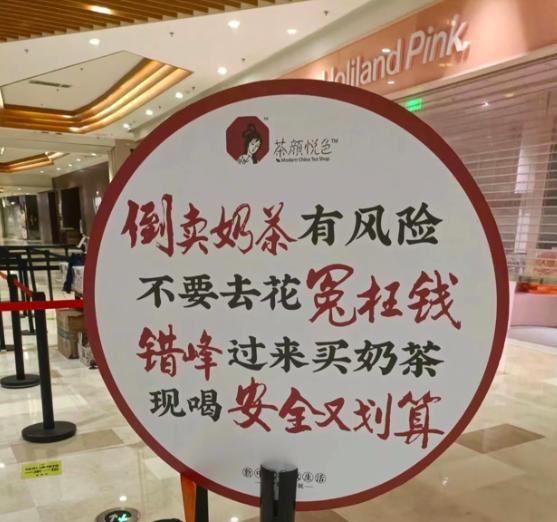 Holiland Pink
茶颜悦色™
Modern China Tea Shop
倒卖奶茶有风险
不要去花冤枉钱
错峰过来买奶茶
现喝安全又划算